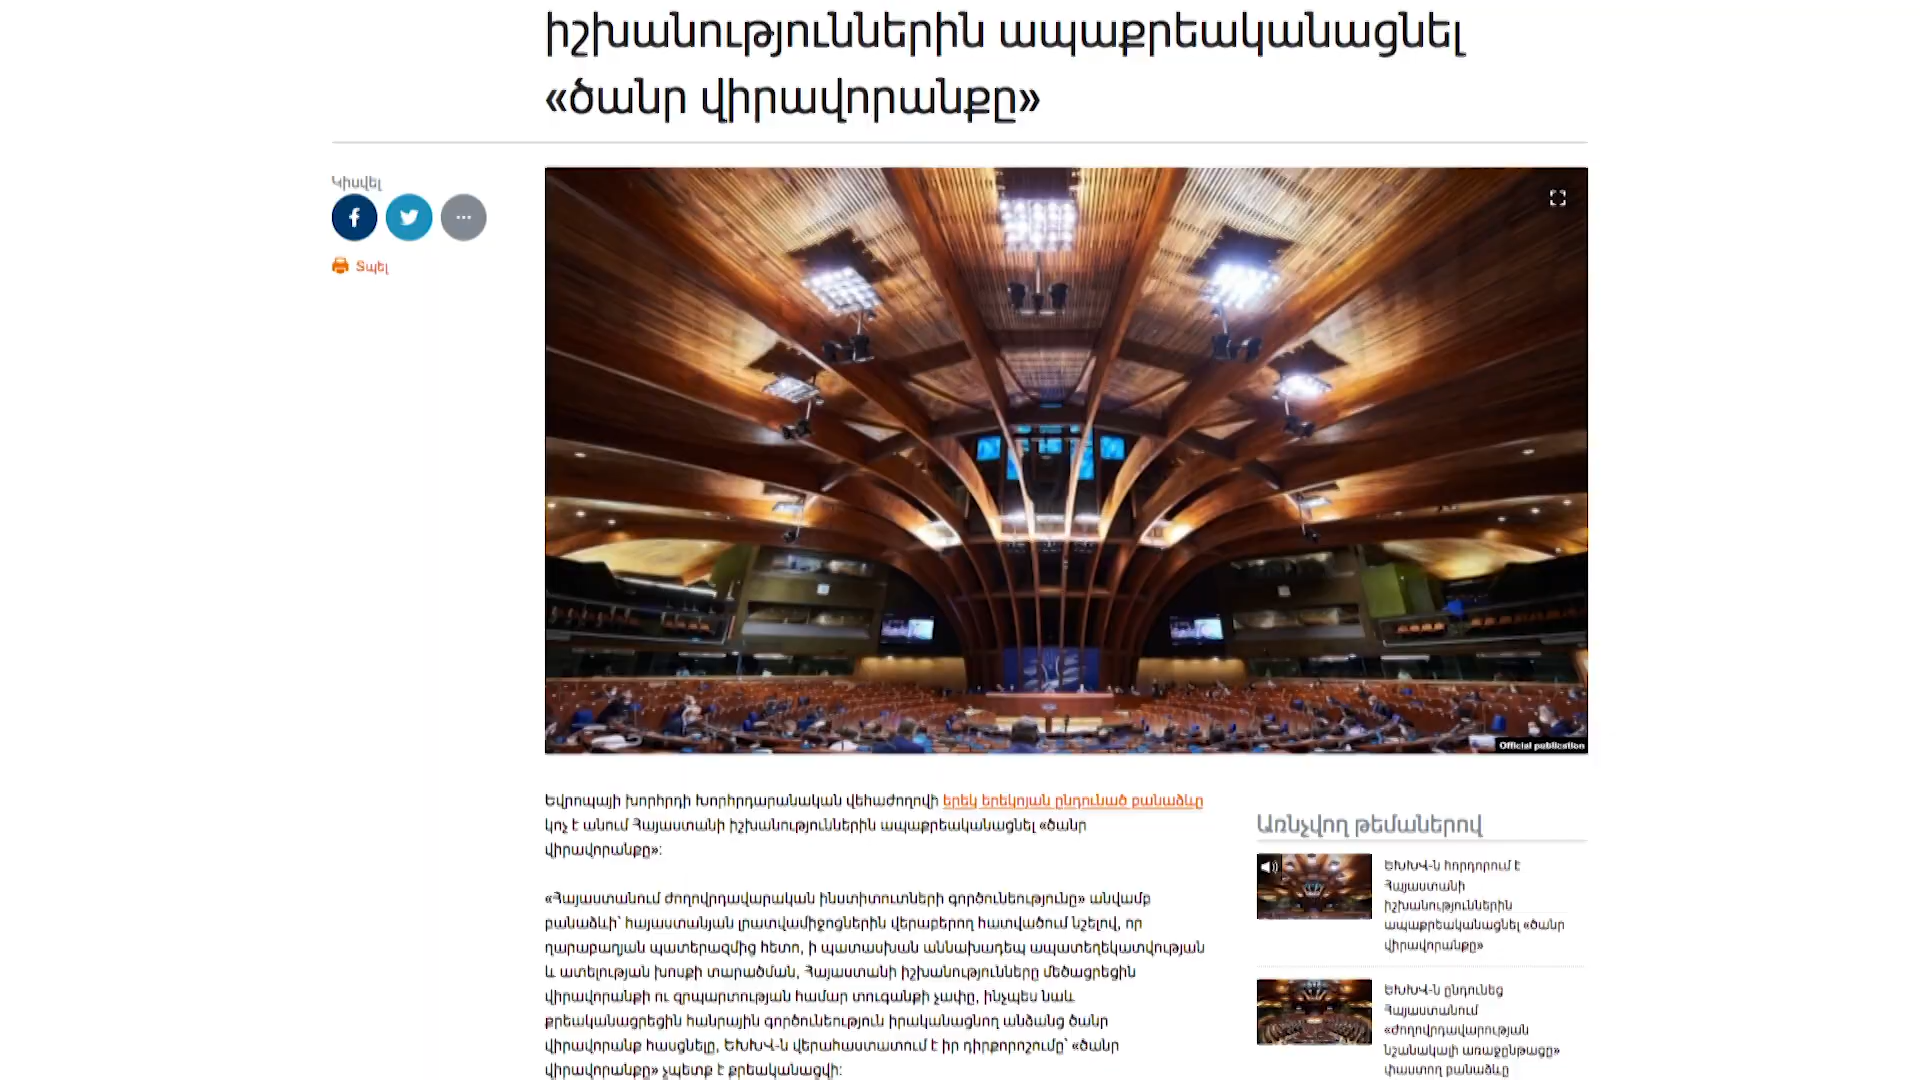 իշխանություններին ապաքրեականացնել
«ծանր վիրավորանքը»
Կիսվել
Տպել
Official publication
Եվրոպայի խորհրդի Խորհրդարանական վեհաժողովի երեկ երեկոյան ընդունած բանաձևը
կոչ է անում Հայաստանի իշխանություններին ապաքրեականացնել «ծանր
վիրավորանքը»:
«Հայաստանում ժողովրդավարական ինստիտուտների գործունեությունը» անվամբ
բանաձևի՝ հայաստանյան լրատվամիջոցներին վերաբերող հատվածում նշելով, որ
ղարաբաղյան պատերազմից հետո, ի պատասխան աննախադեպ ապատեղեկատվության
և ատելության խոսքի տարածման, Հայաստանի իշխանությունները մեծացրեցին
վիրավորանքի ու զրպարտության համար տուգանքի չափը, ինչպես նաև
քրեականացրեցին հանրային գործունեություն իրականացնող անձանց ծանր
վիրավորանք հասցնելը, ԵԽԽՎ-ն վերահաստատում է իր դիրքորոշումը՝ «ծանր
վիրավորանքը» չպետք է քրեականացվի:
Առնչվող թեմաներով
ԵԽԽՎ-ն հորդորում է
Հայաստանի
իշխանություններին
ապաքրեականացնել «ծանր
վիրավորանքը»
ԵԽԽՎ-ն ընդունեց
Հայաստանում
«ժողովրդավարության
նշանակալի առաջընթացը»
փաստող բանաձևը